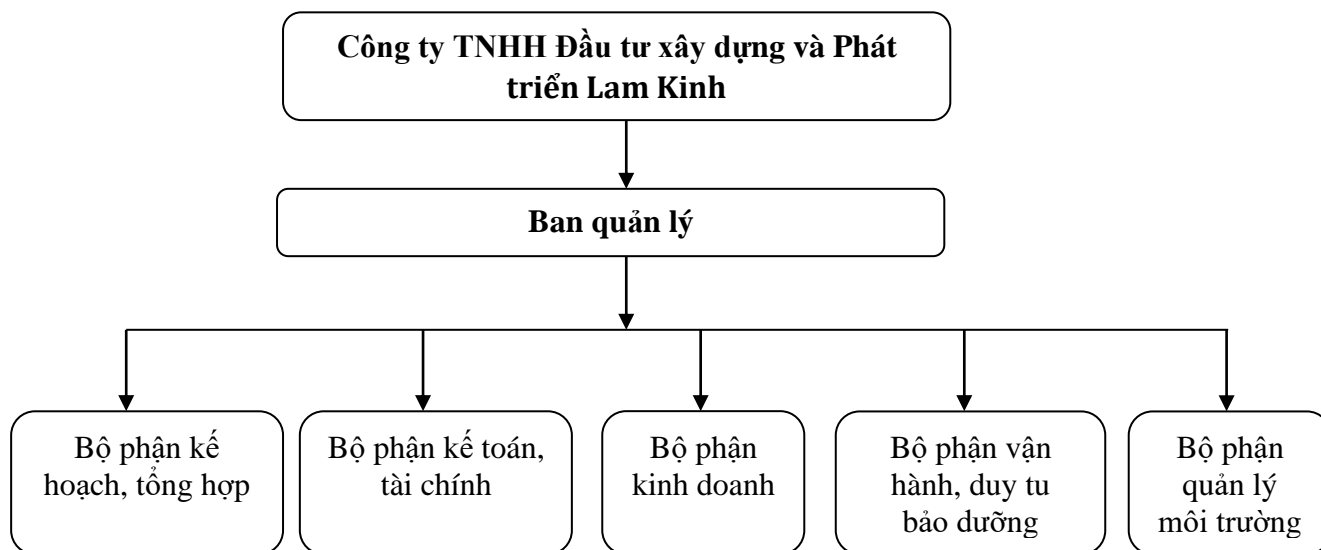 Công ty TNHH Đầu tư xây dựng và Phát
triển Lam Kinh
Ban quản lý
Bộ phận kế
hoạch, tổng hợp
Bộ phận kế toán,
tài chính
Bộ phận
kinh doanh
Bộ phận vận
hành, duy tu
bảo dưỡng
Bộ phận
quản lý
môi trường